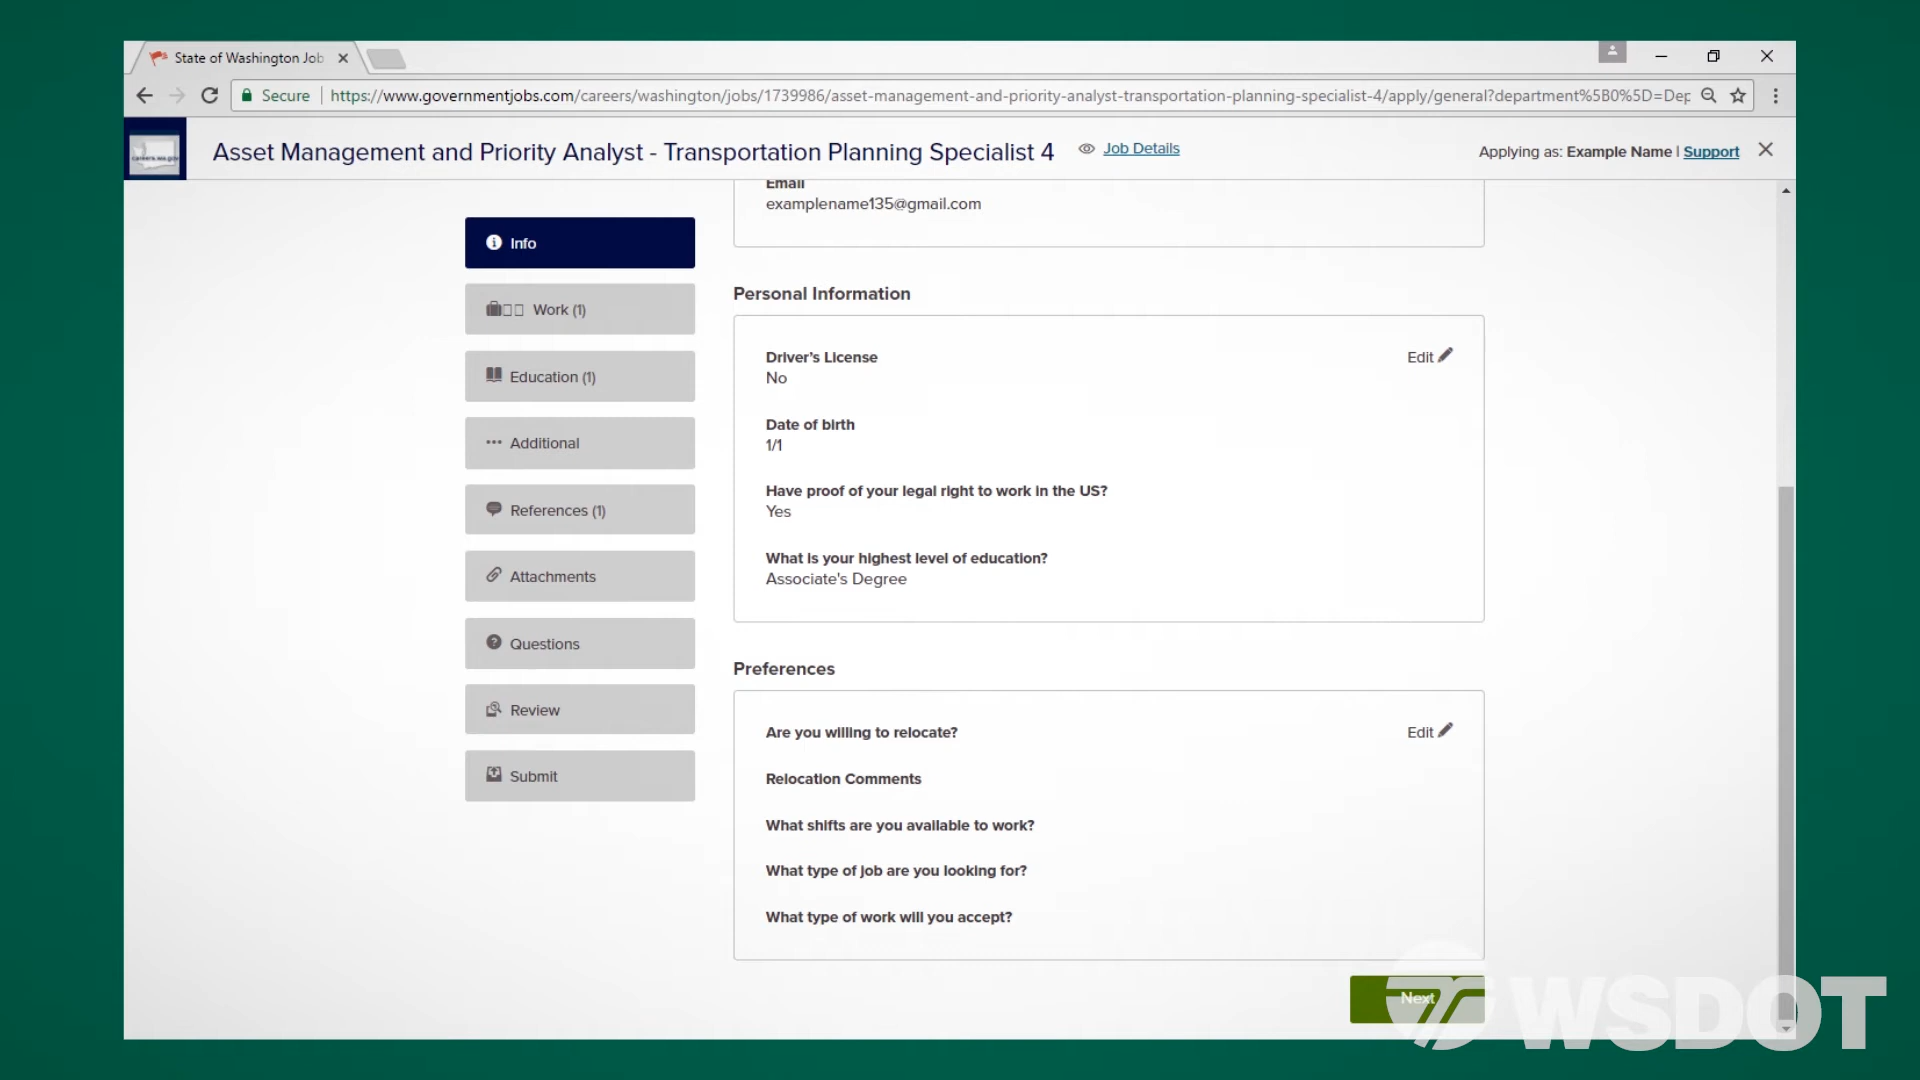 State of Washington Job
Secure
https://www.governmentjobs.com/careers/washington/jobs/1739986/asset-management-and-priority-analyst-transportation-planning-specialist-4/apply/general?department%5B0%5D=Dep
careers.wa.gov
Asset Management and Priority Analyst - Transportation Planning Specialist 4
Job Details
Applying as: Example Name | Support
Email
examplename135@gmail.com
Info
Work (1)
Education (1)
Additional
References (1)
Attachments
Questions
Review
Submit
Personal Information
Driver's License
Edit
No
Date of birth
1/1
Have proof of your legal right to work in the US?
Yes
What is your highest level of education?
Associate's Degree
Preferences
Are you willing to relocate?
Edit
Relocation Comments
What shifts are you available to work?
What type of job are you looking for?
What type of work will you accept?
Next
WSDOT